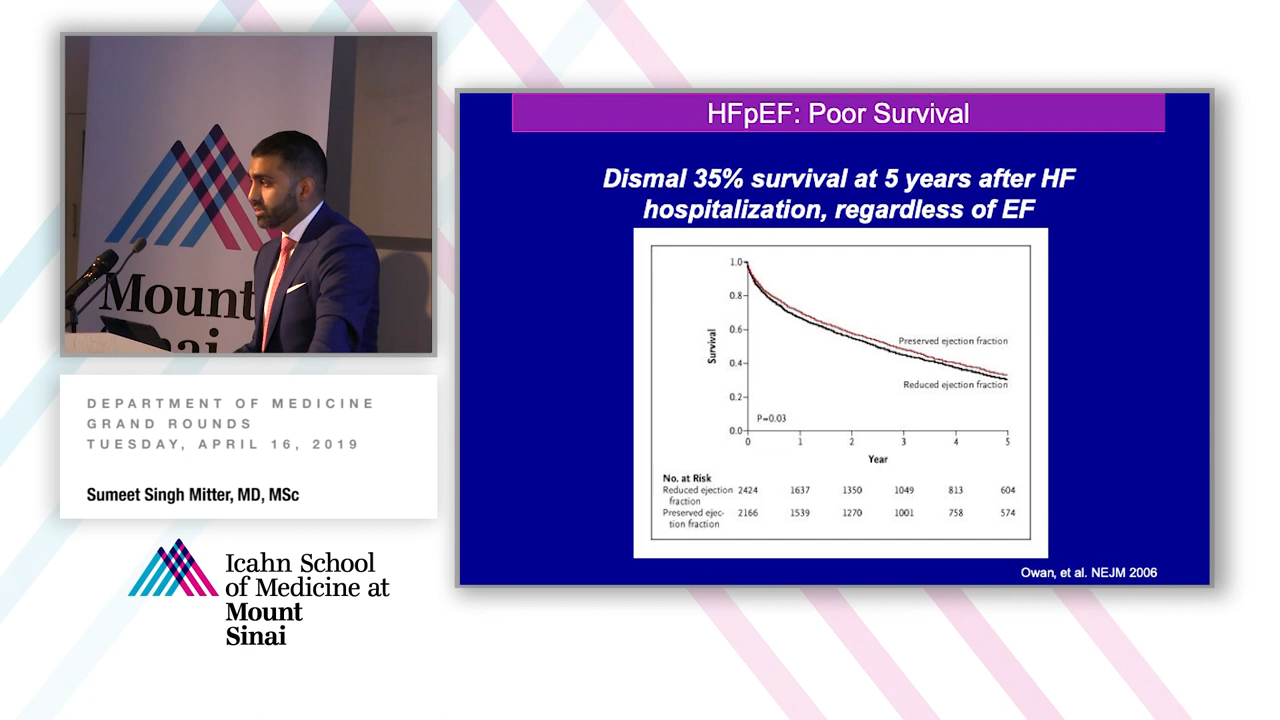 Mount
Sinai
DEPARTMENT OF MEDICINE
GRAND ROUNDS
TUESDAY, APRIL 16, 2019
Sumeet Singh Mitter, MD, MSc
Icahn School
of Medicine at
Mount
Sinai
HFpEF: Poor Survival
Dismal 35% survival at 5 years after HF
hospitalization, regardless of EF
1.0
0.8
0.6
0.4
0.2
0.0
Survival
Preserved ejection fraction
Reduced ejection fraction
P=0.03
0 1 2 3 4 5
Year
No. at Risk
Reduced ejection 2424 1637 1350 1049 813 604
fraction
Preserved ejec- 2166 1539 1270 1001 758 574
tion fraction
Owan, et al. NEJM 2006